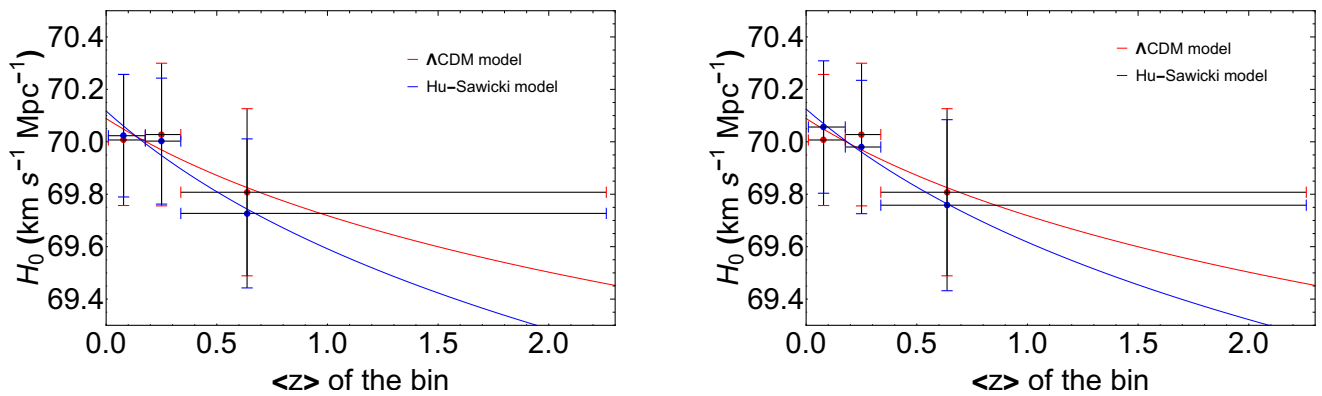 70.4
70.2
70.0
69.8
69.6
69.4
H₀ (km s⁻¹ Mpc⁻¹)
ΛCDM model
Hu−Sawicki model
0.0 0.5 1.0 1.5 2.0
<z> of the bin
70.4
70.2
70.0
69.8
69.6
69.4
H₀ (km s⁻¹ Mpc⁻¹)
ΛCDM model
Hu−Sawicki model
0.0 0.5 1.0 1.5 2.0
<z> of the bin